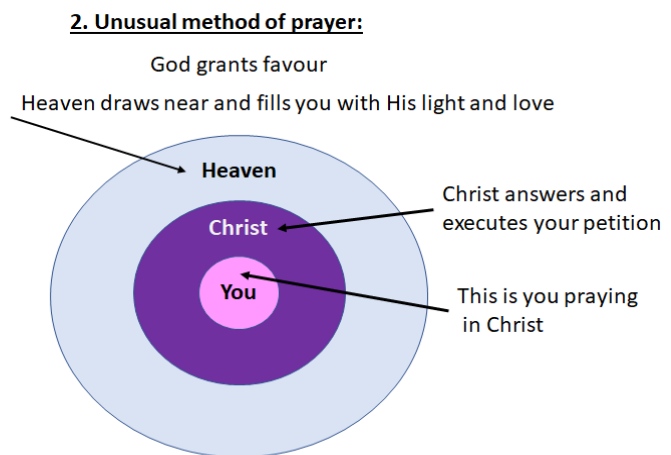 2. Unusual method of prayer:
God grants favour
Heaven draws near and fills you with His light and love
Heaven
Christ answers and
executes your petition
Christ
You
This is you praying
in Christ